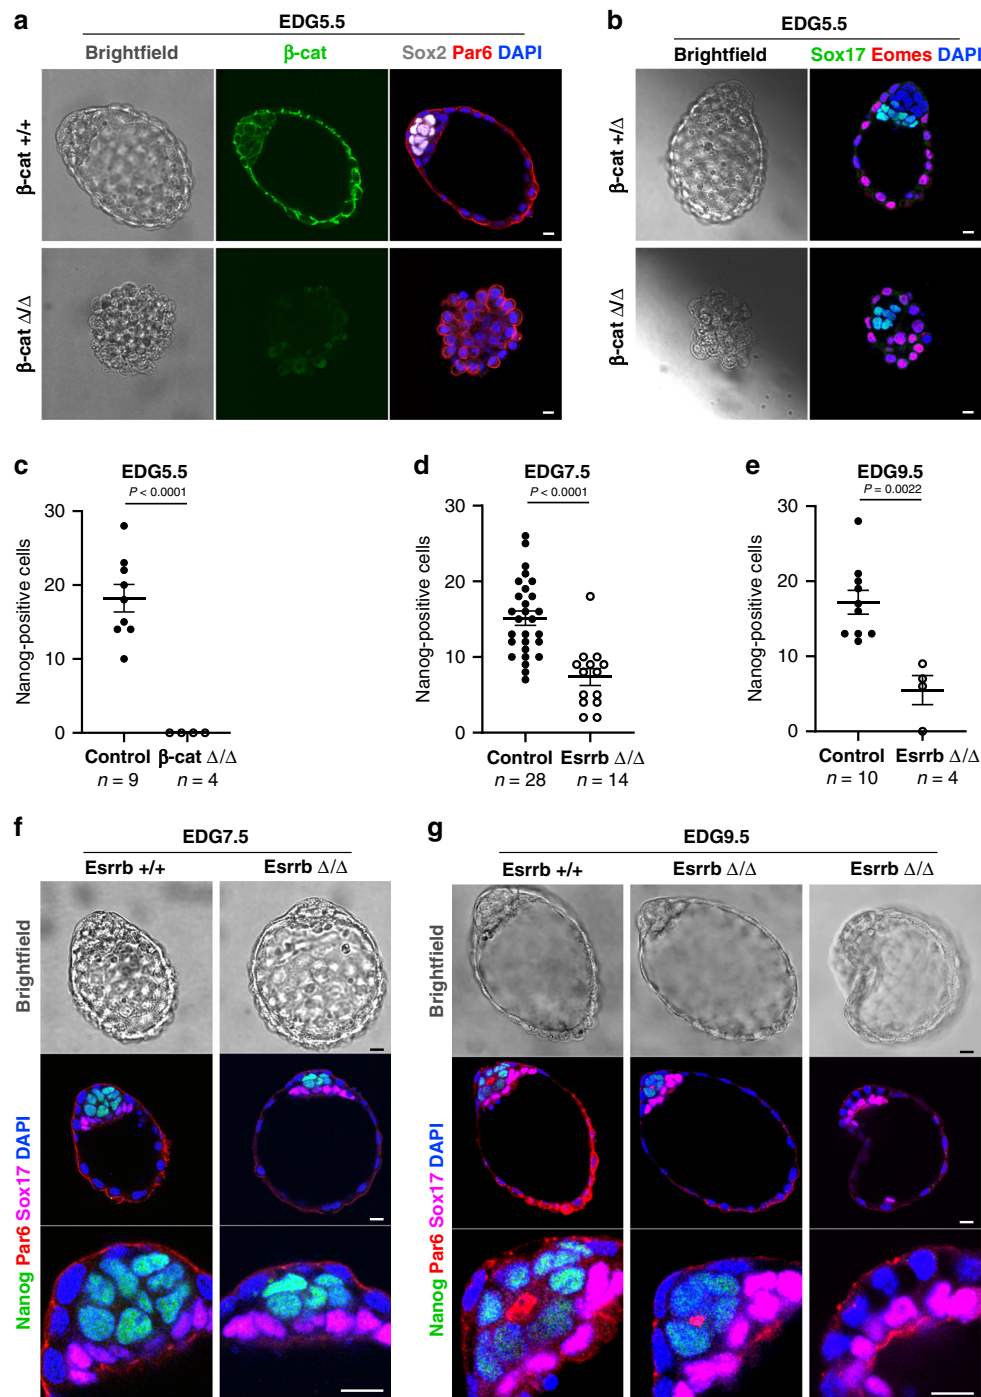 a
EDG5.5
Brightfield
β-cat
Sox2 Par6 DAPI
β-cat +/+
β-cat Δ/Δ
b
EDG5.5
Brightfield
Sox17 Eomes DAPI
β-cat +/Δ
β-cat Δ/Δ
c
EDG5.5
P < 0.0001
Nanog-positive cells
30
20
10
0
Control
β-cat Δ/Δ
n = 9
n = 4
d
EDG7.5
P < 0.0001
Nanog-positive cells
30
20
10
0
Control
Esrrb Δ/Δ
n = 28
n = 14
e
EDG9.5
P = 0.0022
Nanog-positive cells
30
20
10
0
Control
Esrrb Δ/Δ
n = 10
n = 4
f
EDG7.5
Esrrb +/+
Esrrb Δ/Δ
Brightfield
Nanog Par6 Sox17 DAPI
g
EDG9.5
Esrrb +/+
Esrrb Δ/Δ
Esrrb Δ/Δ
Brightfield
Nanog Par6 Sox17 DAPI